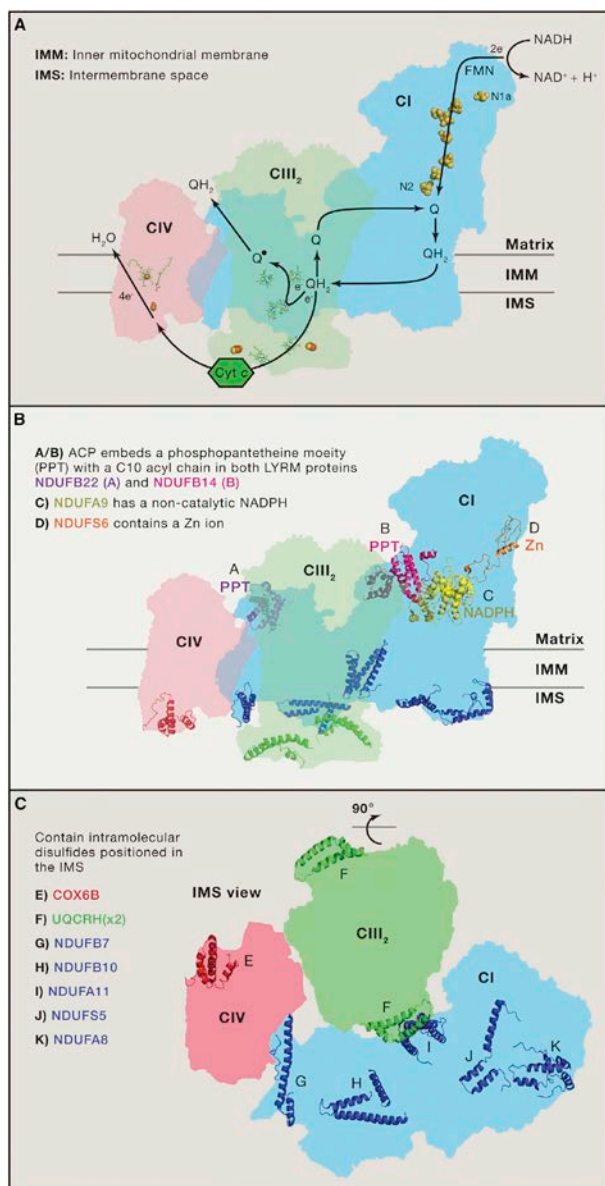 A
IMM: Inner mitochondrial membrane
IMS: Intermembrane space
NADH
2e⁻
FMN
NAD⁺ + H⁺
CI
N1a
CIII₂
N2
QH₂
Q
CIV
H₂O
Q
QH₂
Matrix
Q•
e⁻
QH₂
IMM
e⁻
IMS
4e⁻
Cyt c
B
A/B) ACP embeds a phosphopantetheine moeity
(PPT) with a C10 acyl chain in both LYRM proteins
NDUFB22 (A) and NDUFB14 (B)
C) NDUFA9 has a non-catalytic NADPH
D) NDUFS6 contains a Zn ion
CI
B
PPT
D
Zn
CIII₂
A
PPT
C
NADPH
CIV
Matrix
IMM
IMS
C
90°
Contain intramolecular
disulfides positioned in
the IMS
IMS view
E) COX6B
F) UQCRH(x2)
G) NDUFB7
H) NDUFB10
I) NDUFA11
J) NDUFS5
K) NDUFA8
F
CIII₂
E
CIV
CI
F
I
J
K
G
H